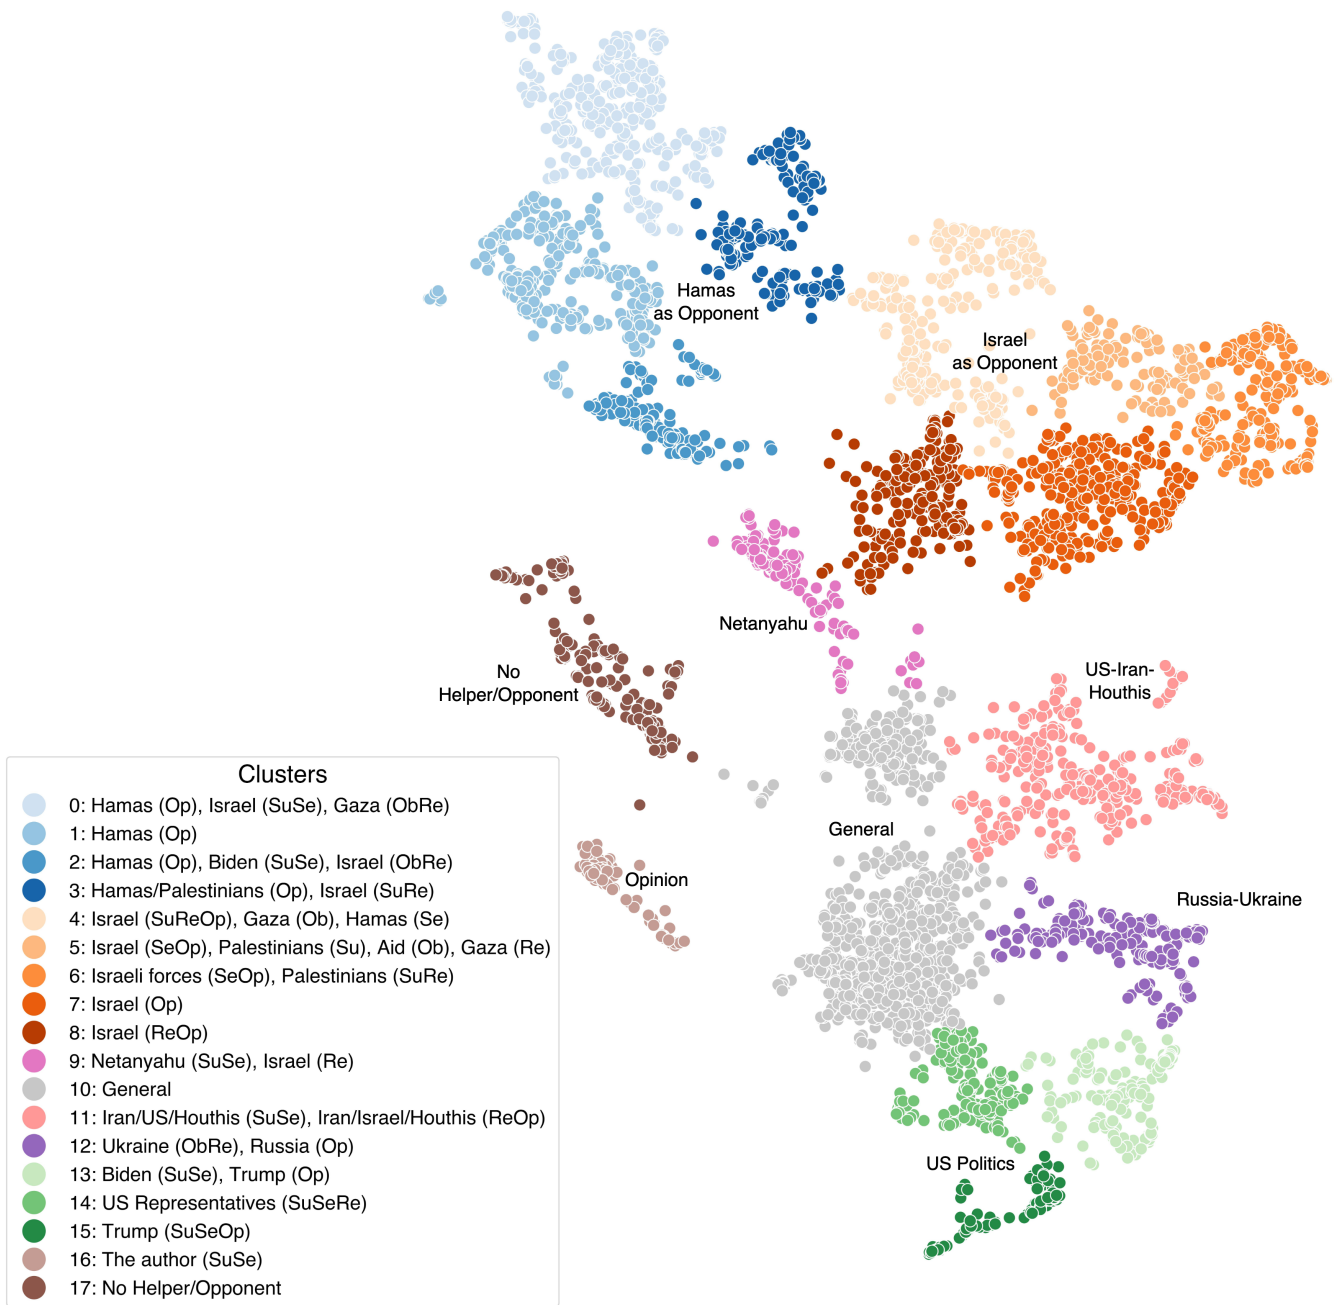 Hamas
as Opponent
Israel
as Opponent
Netanyahu
No
Helper/Opponent
US-Iran-
Houthis
General
Opinion
Russia-Ukraine
US Politics
Clusters
0: Hamas (Op), Israel (SuSe), Gaza (ObRe)
1: Hamas (Op)
2: Hamas (Op), Biden (SuSe), Israel (ObRe)
3: Hamas/Palestinians (Op), Israel (SuRe)
4: Israel (SuReOp), Gaza (Ob), Hamas (Se)
5: Israel (SeOp), Palestinians (Su), Aid (Ob), Gaza (Re)
6: Israeli forces (SeOp), Palestinians (SuRe)
7: Israel (Op)
8: Israel (ReOp)
9: Netanyahu (SuSe), Israel (Re)
10: General
11: Iran/US/Houthis (SuSe), Iran/Israel/Houthis (ReOp)
12: Ukraine (ObRe), Russia (Op)
13: Biden (SuSe), Trump (Op)
14: US Representatives (SuSeRe)
15: Trump (SuSeOp)
16: The author (SuSe)
17: No Helper/Opponent